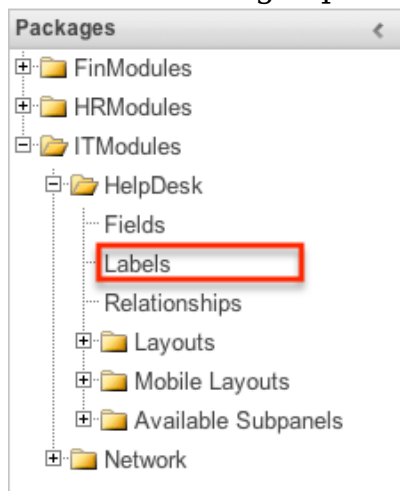 Packages
FinModules
HRModules
ITModules
HelpDesk
Fields
Labels
Relationships
Layouts
Mobile Layouts
Available Subpanels
Network